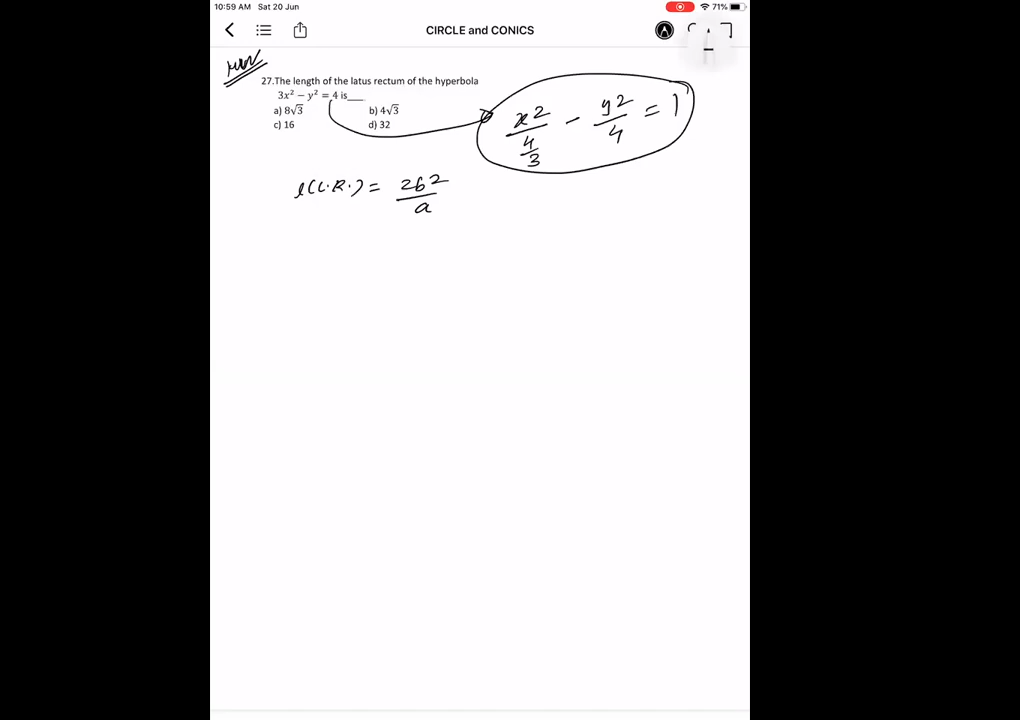 10:59 AM Sat 20 Jun
71%
CIRCLE and CONICS
27.The length of the latus rectum of the hyperbola
3x² − y² = 4 is___
a) 8√3 b) 4√3
c) 16 d) 32
x²/(4/3) − y²/4 = 1
l(L.R.) = 2b²/a